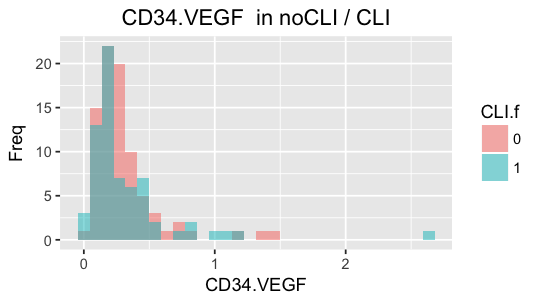 CD34.VEGF  in noCLI / CLI
20
15
10
5
0
Freq
0 1 2
CD34.VEGF
CLI.f
0
1